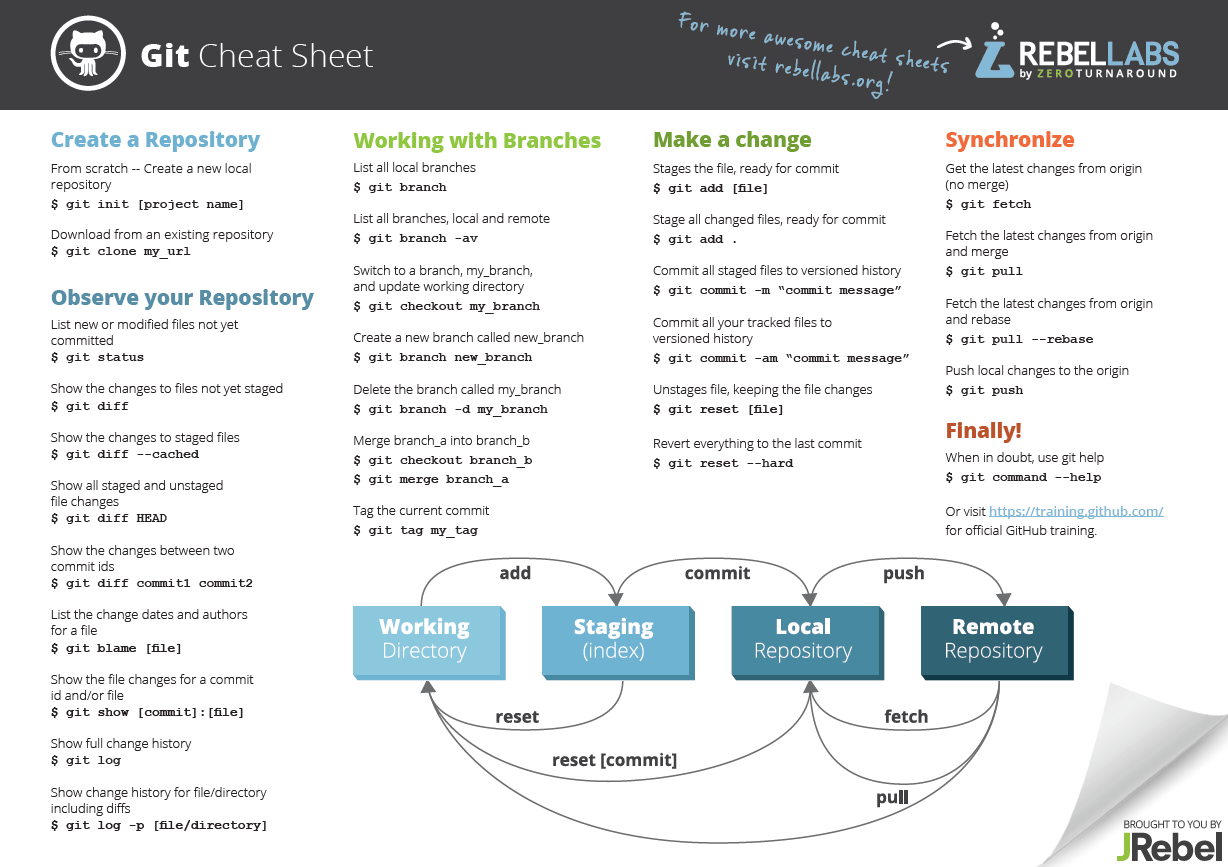 Git Cheat Sheet
For more awesome cheat sheets
visit rebellabs.org!
REBELLABS
by ZEROTURNAROUND
Create a Repository
From scratch -- Create a new local
repository
$ git init [project name]
Download from an existing repository
$ git clone my_url
Observe your Repository
List new or modified files not yet
committed
$ git status
Show the changes to files not yet staged
$ git diff
Show the changes to staged files
$ git diff --cached
Show all staged and unstaged
file changes
$ git diff HEAD
Show the changes between two
commit ids
$ git diff commit1 commit2
List the change dates and authors
for a file
$ git blame [file]
Show the file changes for a commit
id and/or file
$ git show [commit]:[file]
Show full change history
$ git log
Show change history for file/directory
including diffs
$ git log -p [file/directory]
Working with Branches
List all local branches
$ git branch
List all branches, local and remote
$ git branch -av
Switch to a branch, my_branch,
and update working directory
$ git checkout my_branch
Create a new branch called new_branch
$ git branch new_branch
Delete the branch called my_branch
$ git branch -d my_branch
Merge branch_a into branch_b
$ git checkout branch_b
$ git merge branch_a
Tag the current commit
$ git tag my_tag
Make a change
Stages the file, ready for commit
$ git add [file]
Stage all changed files, ready for commit
$ git add .
Commit all staged files to versioned history
$ git commit -m “commit message”
Commit all your tracked files to
versioned history
$ git commit -am “commit message”
Unstages file, keeping the file changes
$ git reset [file]
Revert everything to the last commit
$ git reset --hard
Synchronize
Get the latest changes from origin
(no merge)
$ git fetch
Fetch the latest changes from origin
and merge
$ git pull
Fetch the latest changes from origin
and rebase
$ git pull --rebase
Push local changes to the origin
$ git push
Finally!
When in doubt, use git help
$ git command --help
Or visit https://training.github.com/
for official GitHub training.
add
commit
push
Working
Directory
Staging
(index)
Local
Repository
Remote
Repository
reset
fetch
reset [commit]
pull
BROUGHT TO YOU BY
JRebel